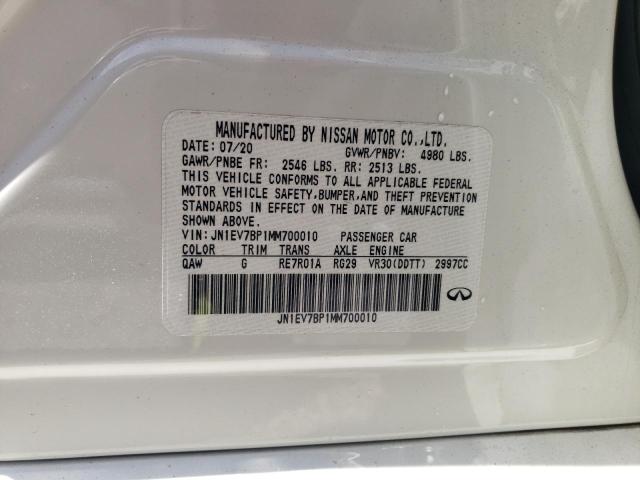 MANUFACTURED BY NISSAN MOTOR CO.,LTD.
DATE: 07/20 GVWR/PNBV: 4980 LBS.
GAWR/PNBE FR: 2546 LBS. RR: 2513 LBS.
THIS VEHICLE CONFORMS TO ALL APPLICABLE FEDERAL
MOTOR VEHICLE SAFETY,BUMPER,AND THEFT PREVENTION
STANDARDS IN EFFECT ON THE DATE OF MANUFACTURE
SHOWN ABOVE.
VIN:JN1EV7BP1MM700010 PASSENGER CAR
COLOR TRIM TRANS AXLE ENGINE
QAW G RE7R01A RG29 VR30(DDTT) 2997CC
JN1EV7BP1MM700010